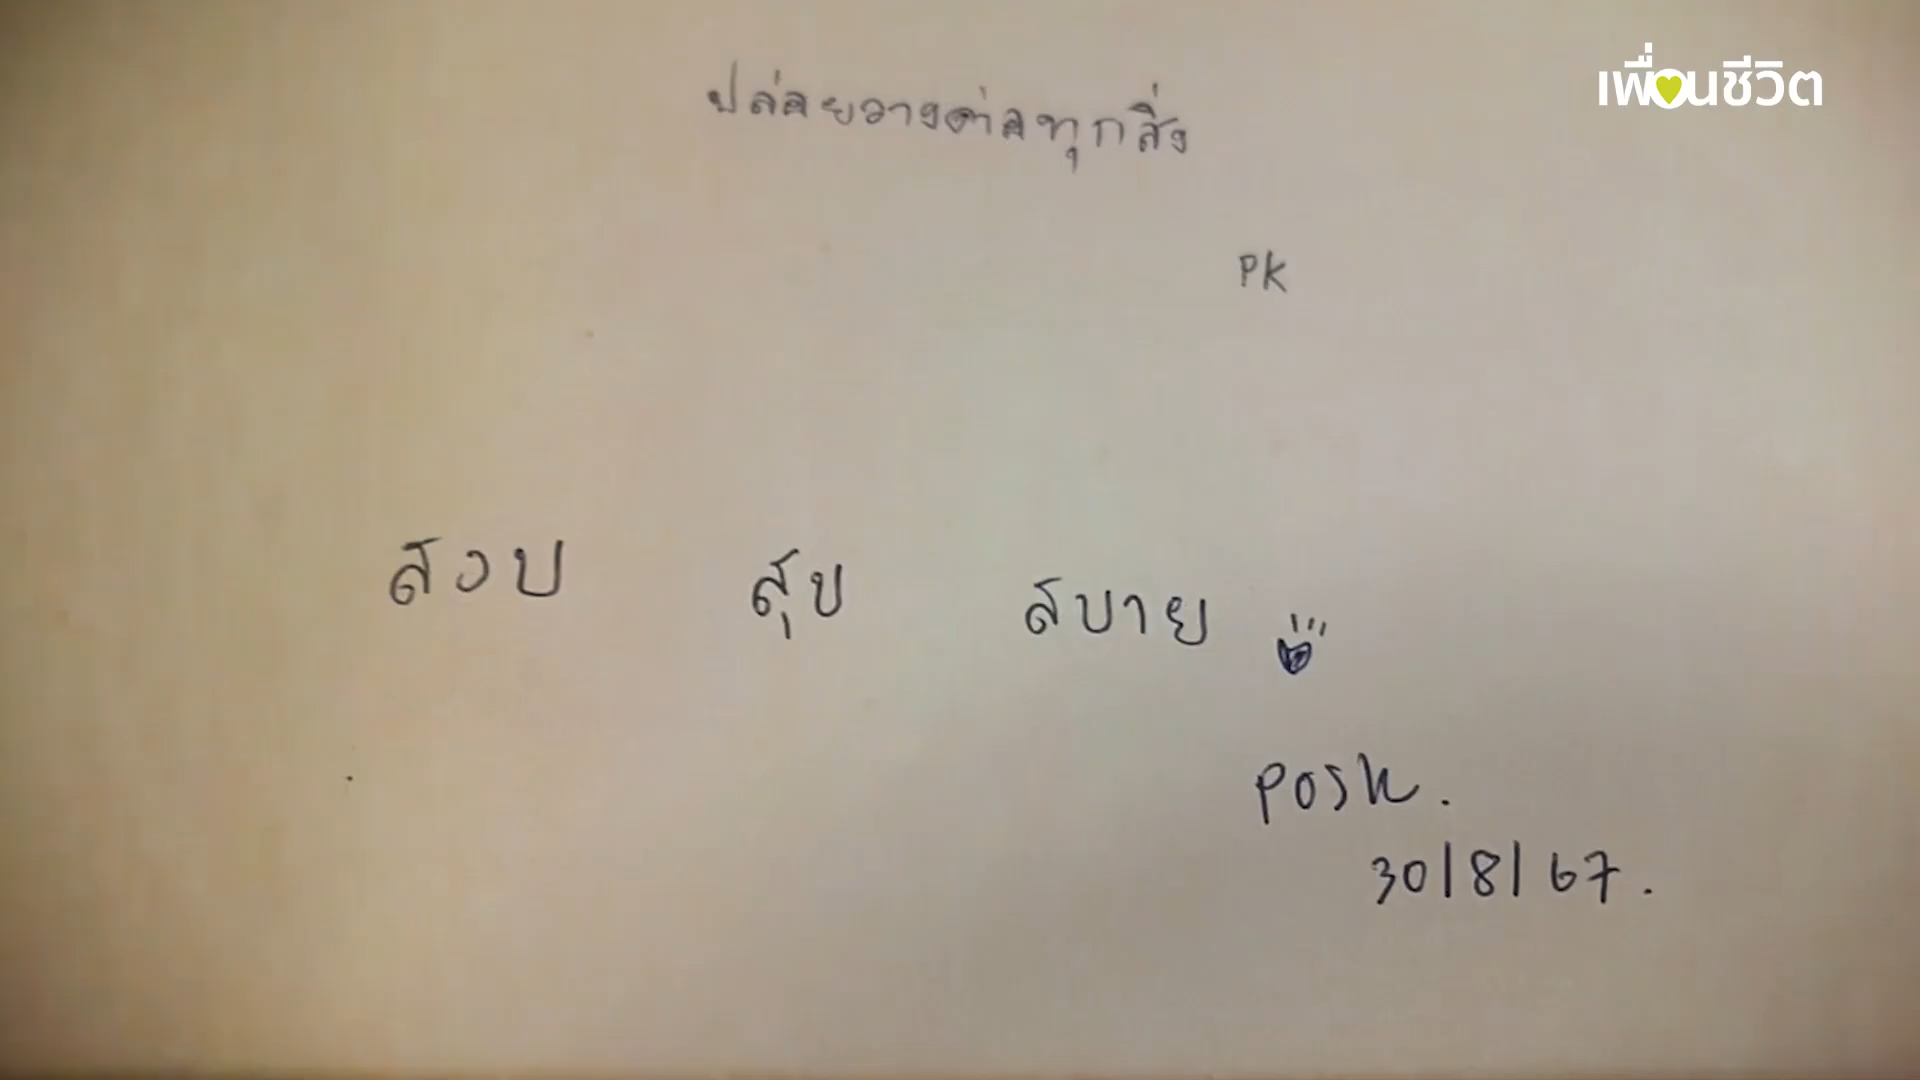 เพื่อนชีวิต
ปล่อยวางต่อทุกสิ่ง
PK
สงบ สุข สบาย
Posh.
30/8/67.